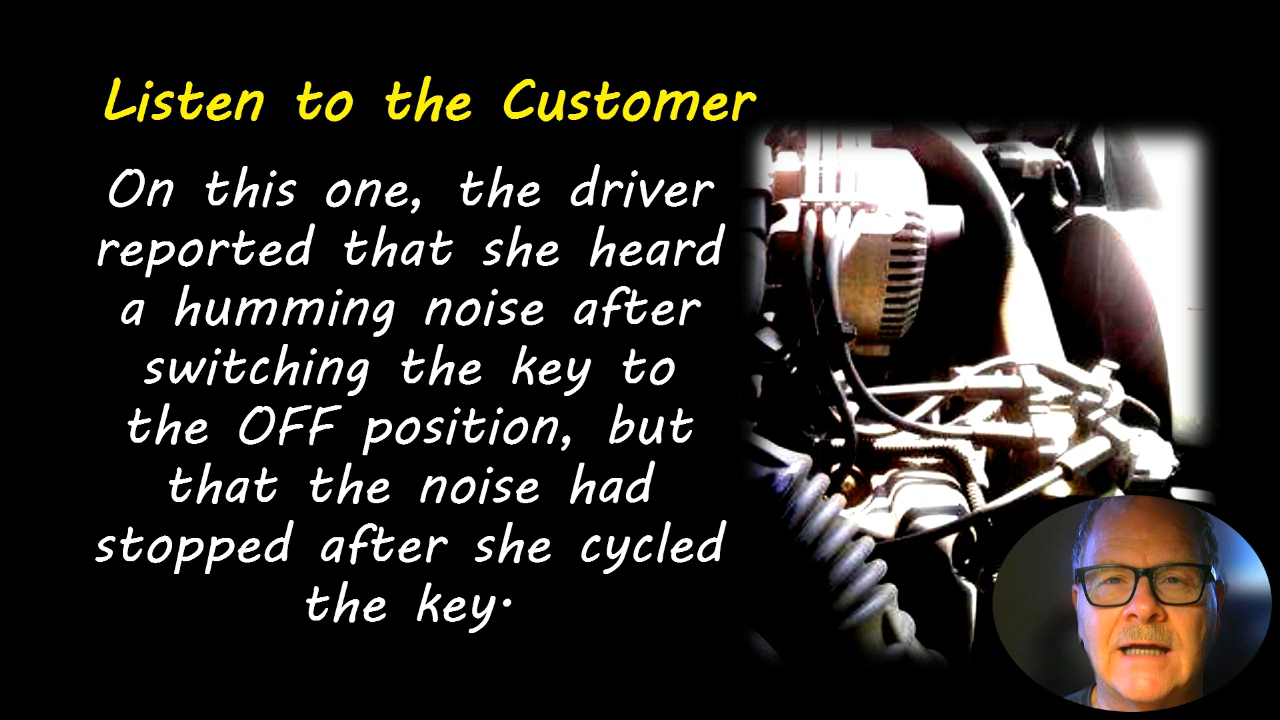 Listen to the Customer
On this one, the driver
reported that she heard
a humming noise after
switching the key to
the OFF position, but
that the noise had
stopped after she cycled
the key.